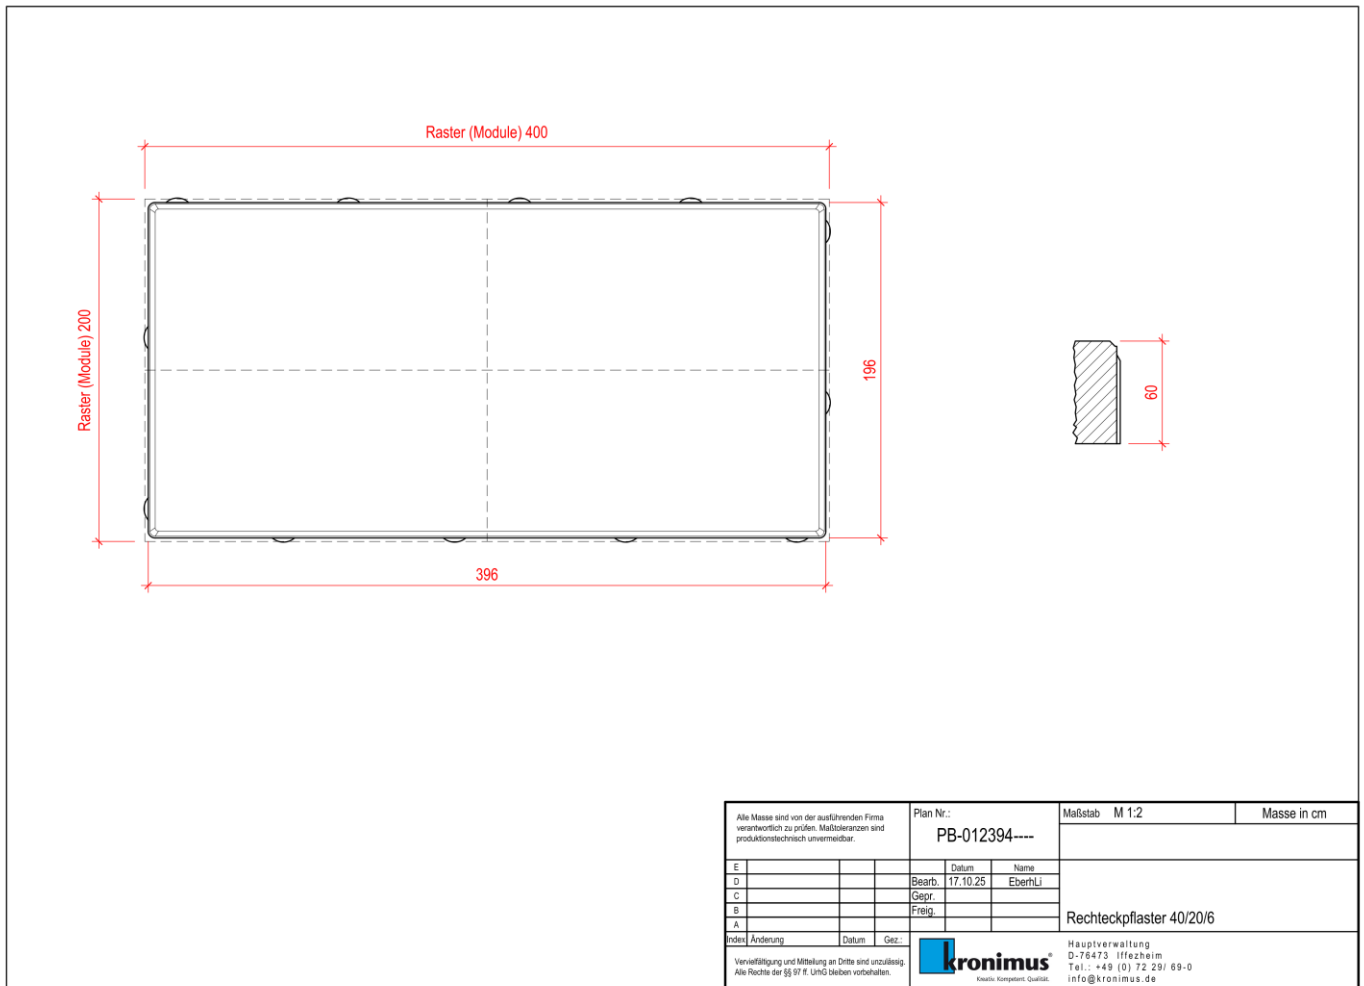 Raster (Module) 400
Raster (Module) 200
196
60
396
Alle Masse sind von der ausführenden Firma
verantwortlich zu prüfen. Maßtoleranzen sind
produktionstechnisch unvermeidbar.
Plan Nr.:
PB-012394----
Maßstab M 1:2
Masse in cm
E
D
C
B
A
Index Änderung Datum Gez.:
Datum Name
Bearb. 17.10.25 EberhLi
Gepr.
Freig.
Rechteckpflaster 40/20/6
Vervielfältigung und Mitteilung an Dritte sind unzulässig.
Alle Rechte der §§ 97 ff. UrhG bleiben vorbehalten.
kronimus®
Kreativ. Kompetent. Qualität.
Hauptverwaltung
D-76473 Iffezheim
Tel.: +49 (0) 72 29/ 69-0
info@kronimus.de